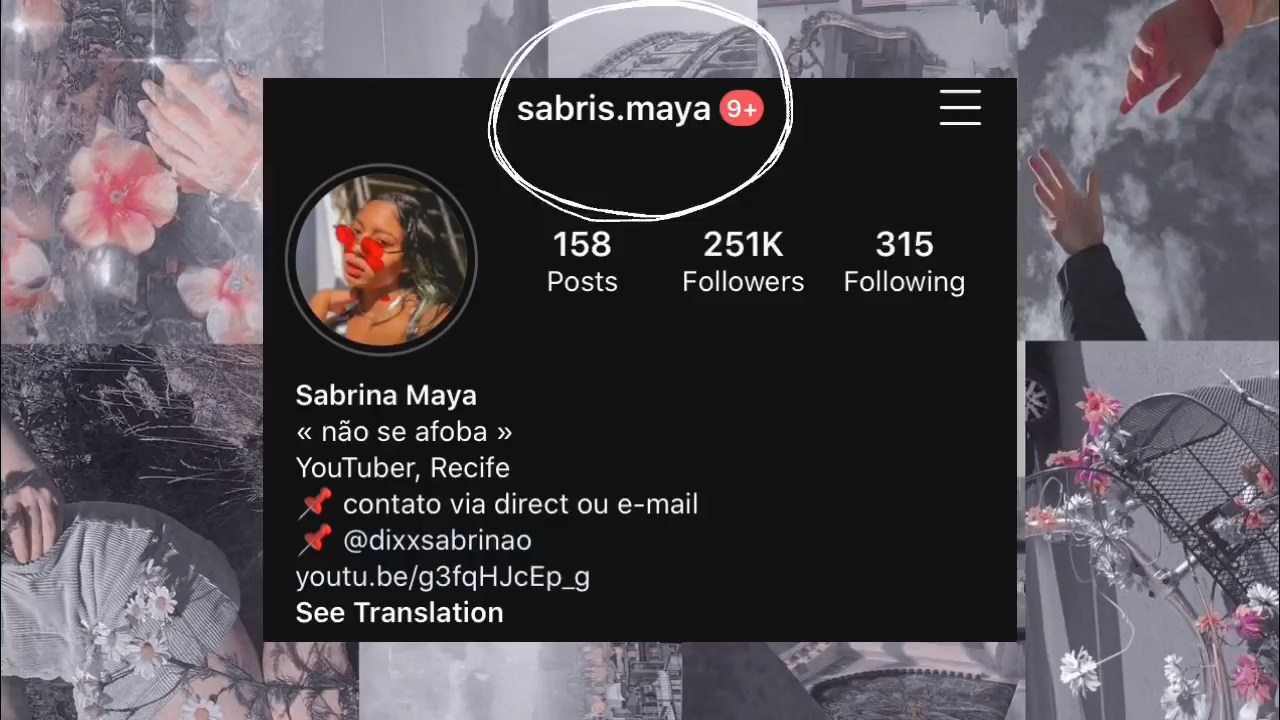 sabris.maya 9+
158 251K 315
Posts Followers Following
Sabrina Maya
« não se afoba »
YouTuber, Recife
📌 contato via direct ou e-mail
📌 @dixxsabrinao
youtu.be/g3fqHJcEp_g
See Translation